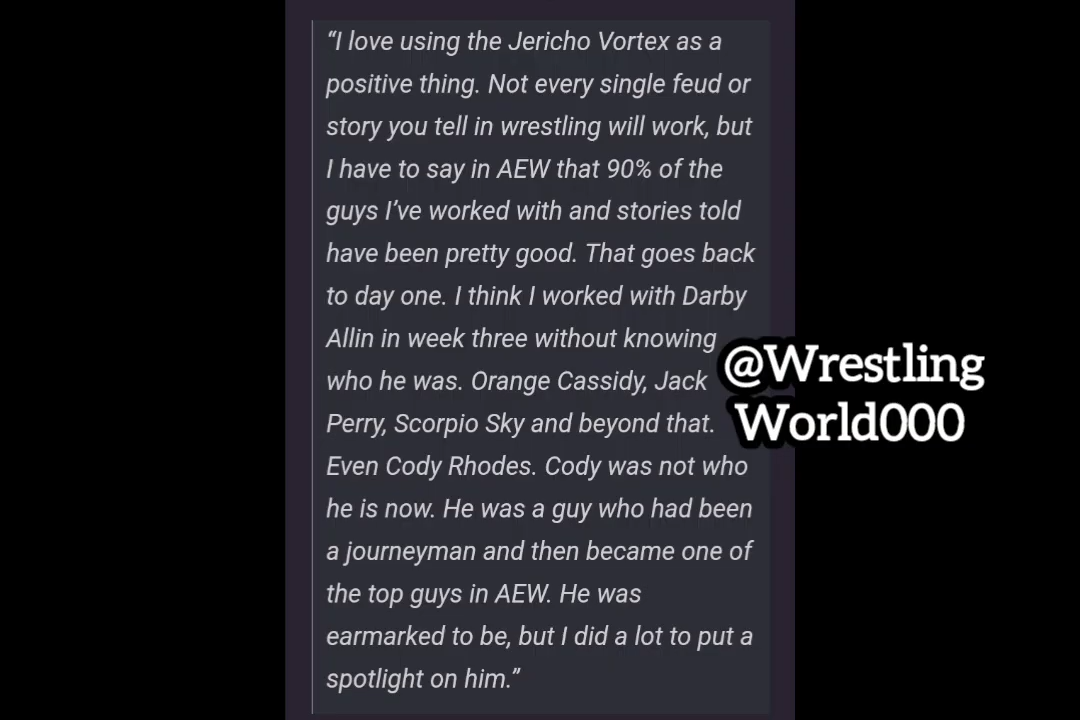 “I love using the Jericho Vortex as a
positive thing. Not every single feud or
story you tell in wrestling will work, but
I have to say in AEW that 90% of the
guys I’ve worked with and stories told
have been pretty good. That goes back
to day one. I think I worked with Darby
Allin in week three without knowing
who he was. Orange Cassidy, Jack
Perry, Scorpio Sky and beyond that.
Even Cody Rhodes. Cody was not who
he is now. He was a guy who had been
a journeyman and then became one of
the top guys in AEW. He was
earmarked to be, but I did a lot to put a
spotlight on him.”
@Wrestling
World000